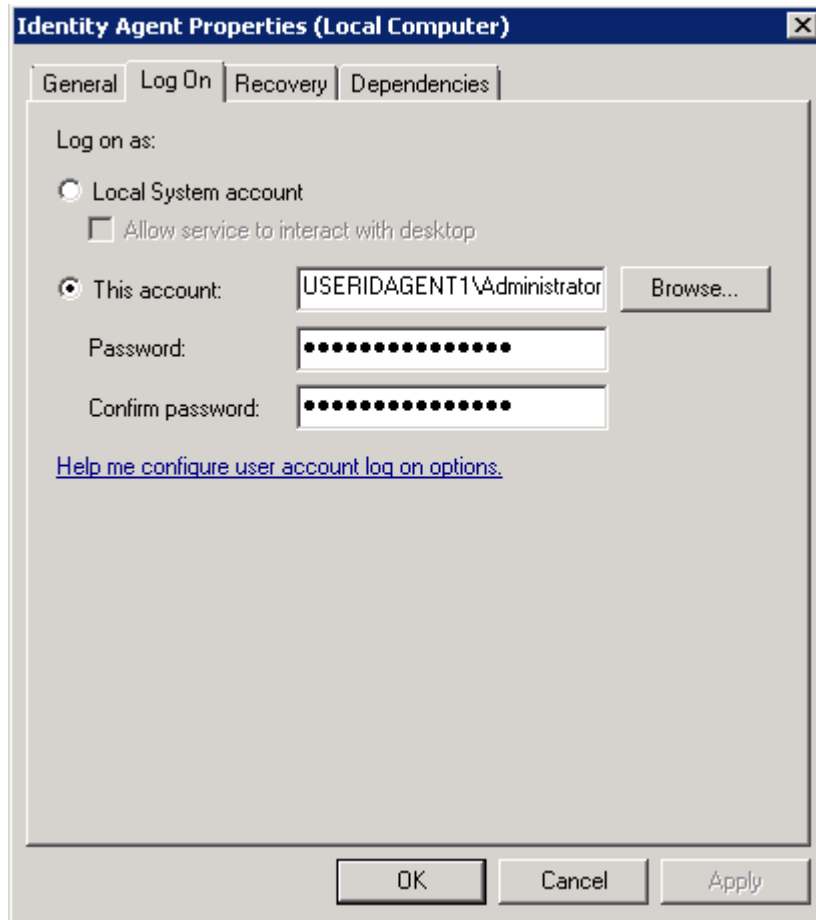 Identity Agent Properties (Local Computer)
General Log On Recovery Dependencies
Log on as:
Local System account
Allow service to interact with desktop
This account: USERIDAGENT1\Administrator Browse...
Password: •••••••••••••••
Confirm password: •••••••••••••••
Help me configure user account log on options.
OK Cancel Apply